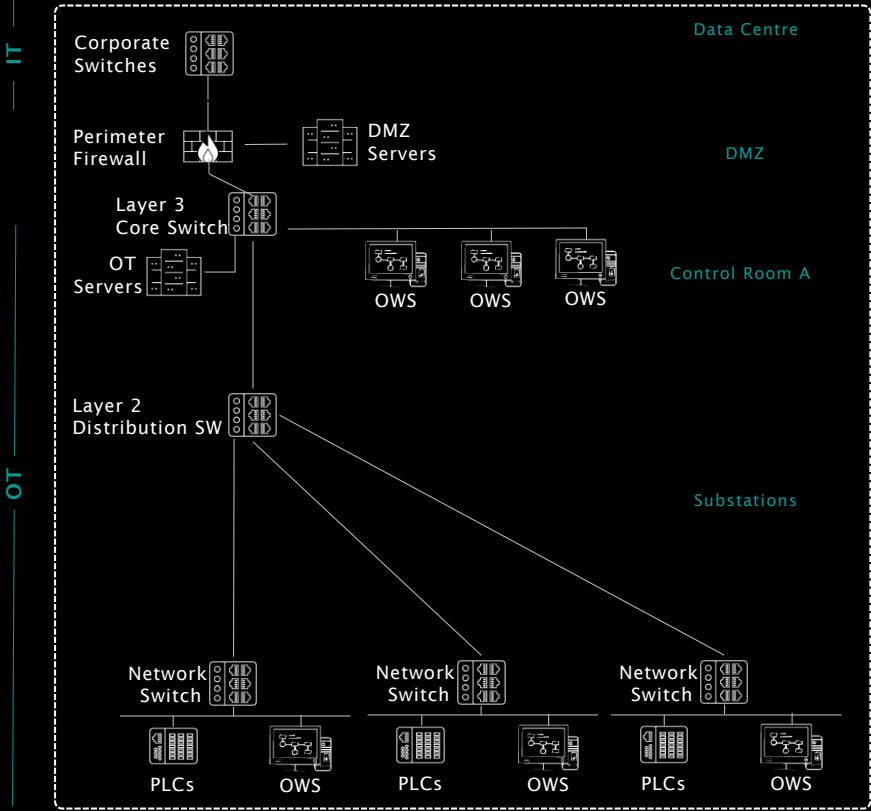 Data Centre
IT
Corporate
Switches
Perimeter
Firewall
DMZ
Servers
DMZ
Layer 3
Core Switch
OT
Servers
OWS
OWS
OWS
Control Room A
Layer 2
Distribution SW
OT
Substations
Network
Switch
Network
Switch
Network
Switch
PLCs
OWS
PLCs
OWS
PLCs
OWS